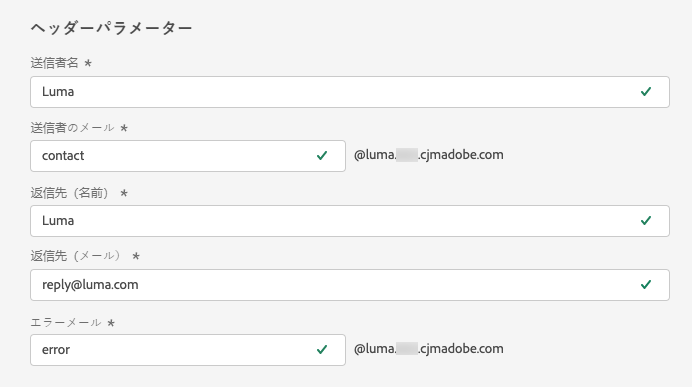 ヘッダーパラメーター
送信者名 *
Luma
送信者のメール *
contact @luma. .cjmadobe.com
返信先（名前） *
Luma
返信先（メール） *
reply@luma.com
エラーメール *
error @luma. .cjmadobe.com